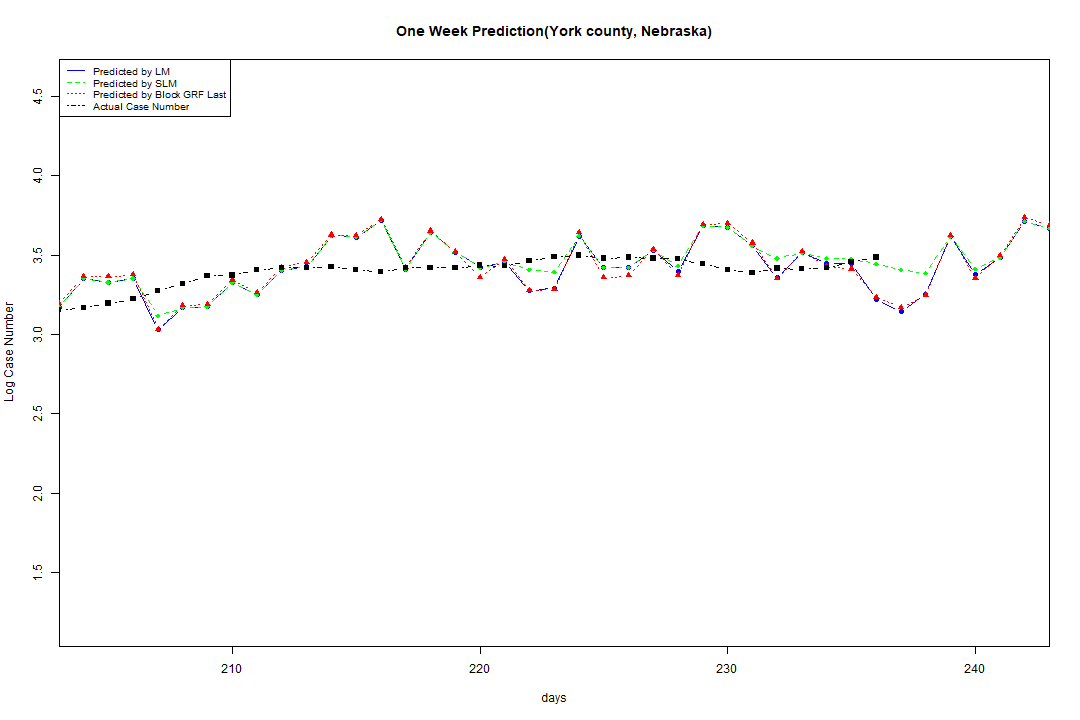 One Week Prediction(York county, Nebraska)
Predicted by LM
Predicted by SLM
Predicted by Block GRF Last
Actual Case Number
4.5
4.0
3.5
3.0
2.5
2.0
1.5
Log Case Number
210
220
230
240
days